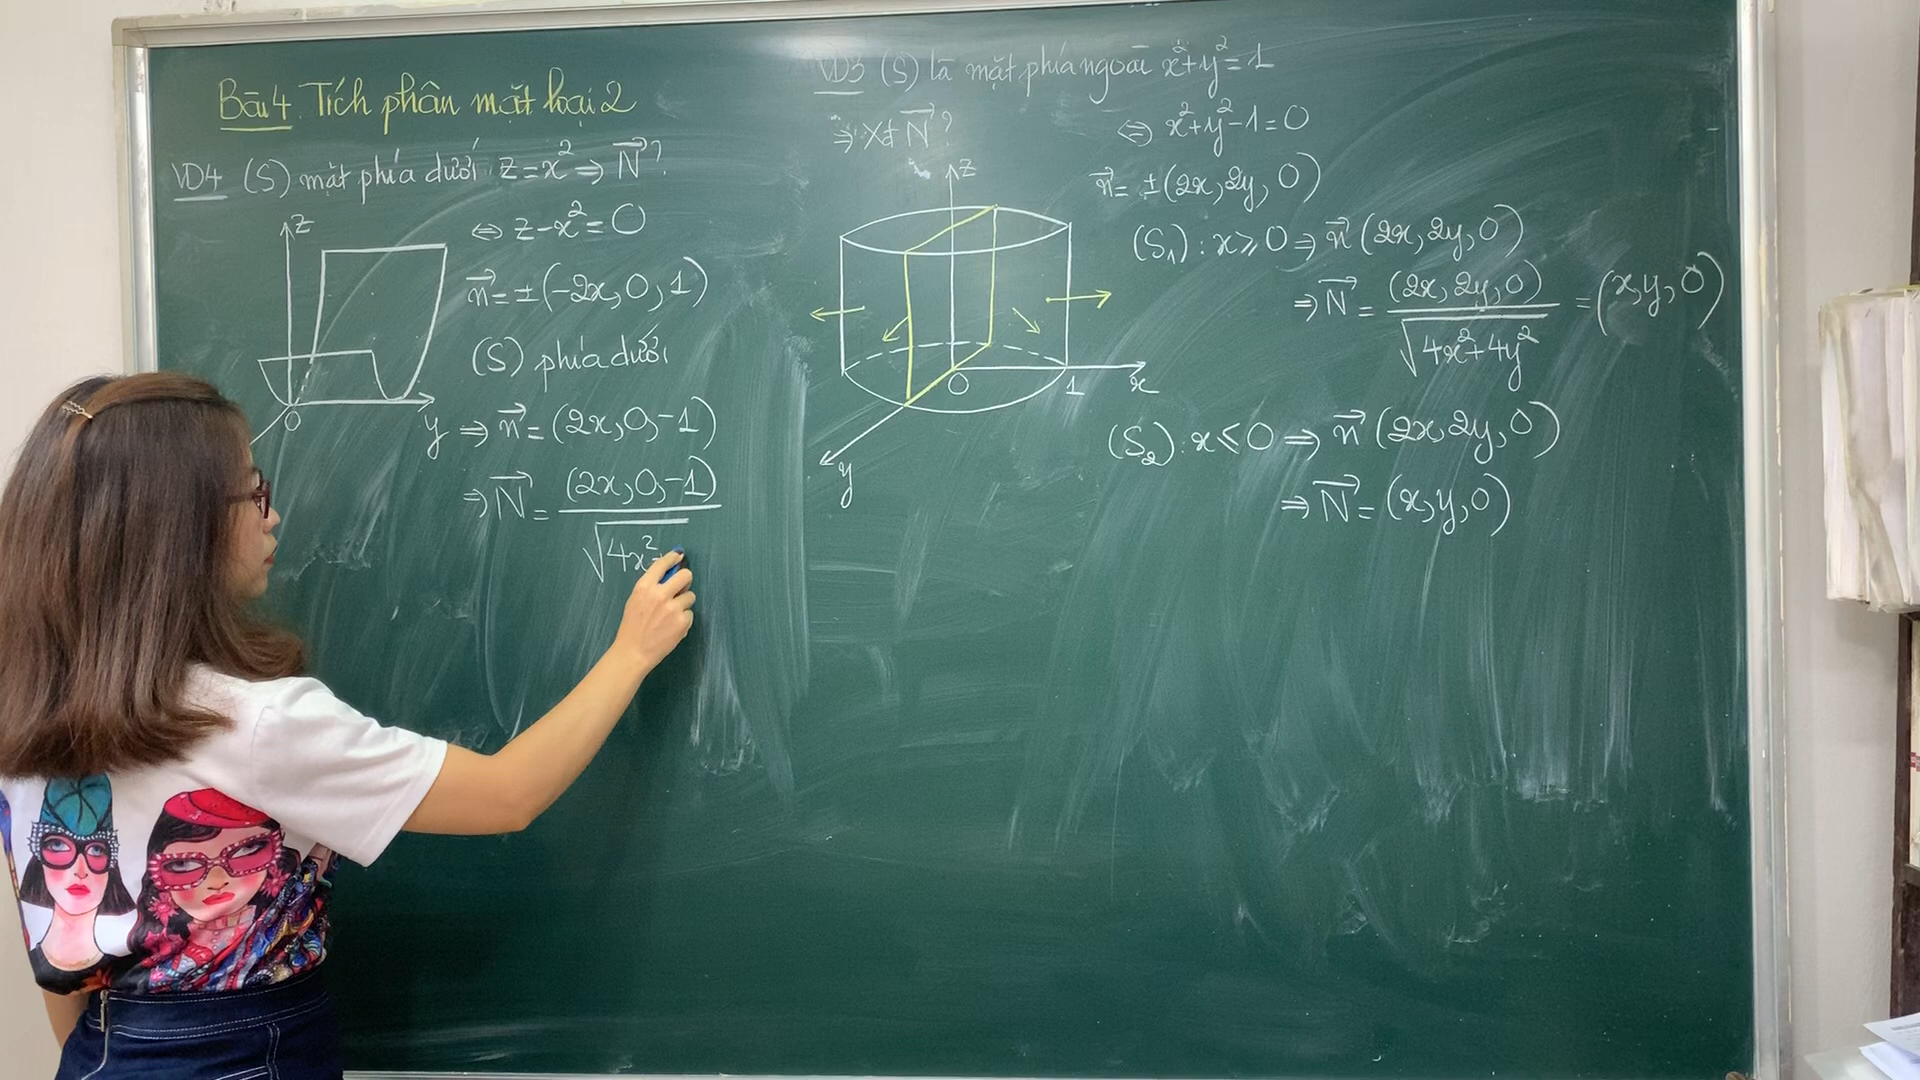 Bài 4. Tích phân mặt loại 2
VD4 (S) mặt phía dưới z = x² ⇒ N⃗ ?
⇔ z - x² = 0
n⃗ = ±(-2x, 0, 1)
(S) phía dưới
⇒ n⃗ = (2x, 0, -1)
⇒ N⃗ = (2x, 0, -1) / √4x²+
z
O
y
VD3 (S) là mặt phía ngoài x² + y² = 1
⇒ Xđ N⃗ ?
⇔ x² + y² - 1 = 0
n⃗ = ±(2x, 2y, 0)
(S₁) : x ≥ 0 ⇒ n⃗ (2x, 2y, 0)
⇒ N⃗ = (2x, 2y, 0) / √4x² + 4y² = (x, y, 0)
(S₂) : x ≤ 0 ⇒ n⃗ (2x, 2y, 0)
⇒ N⃗ = (x, y, 0)
z
O
1
x
y